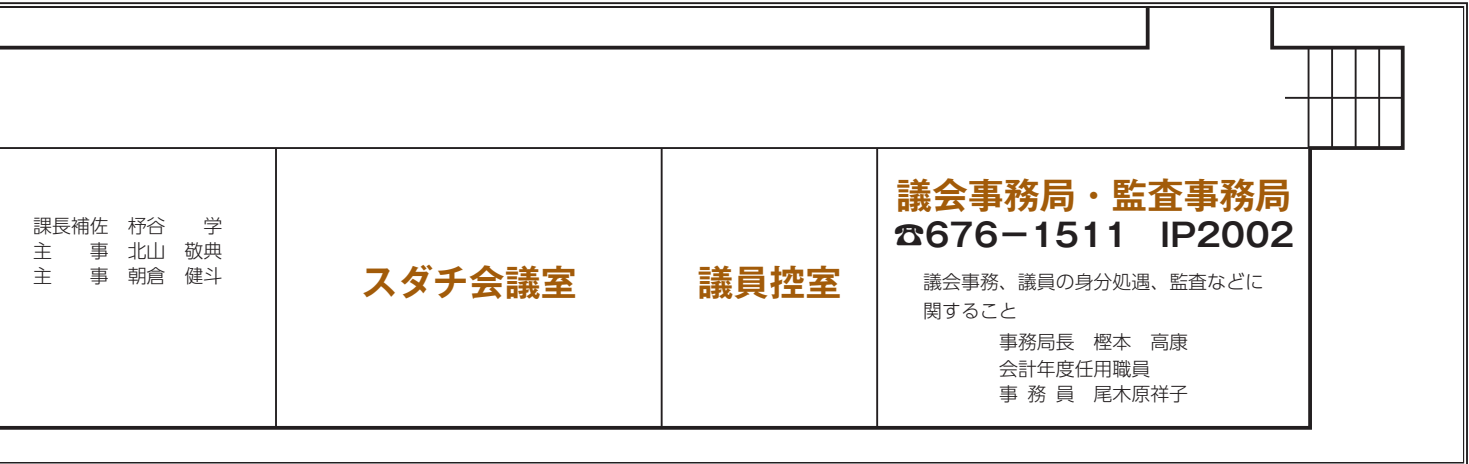 課長補佐　杼谷　　学
主　　事　北山　敬典
主　　事　朝倉　健斗
スダチ会議室
議員控室
議会事務局・監査事務局
☎676－1511　IP2002
議会事務、議員の身分処遇、監査などに
関すること
事務局長　樫本　高康
会計年度任用職員
事 務 員　尾木原祥子